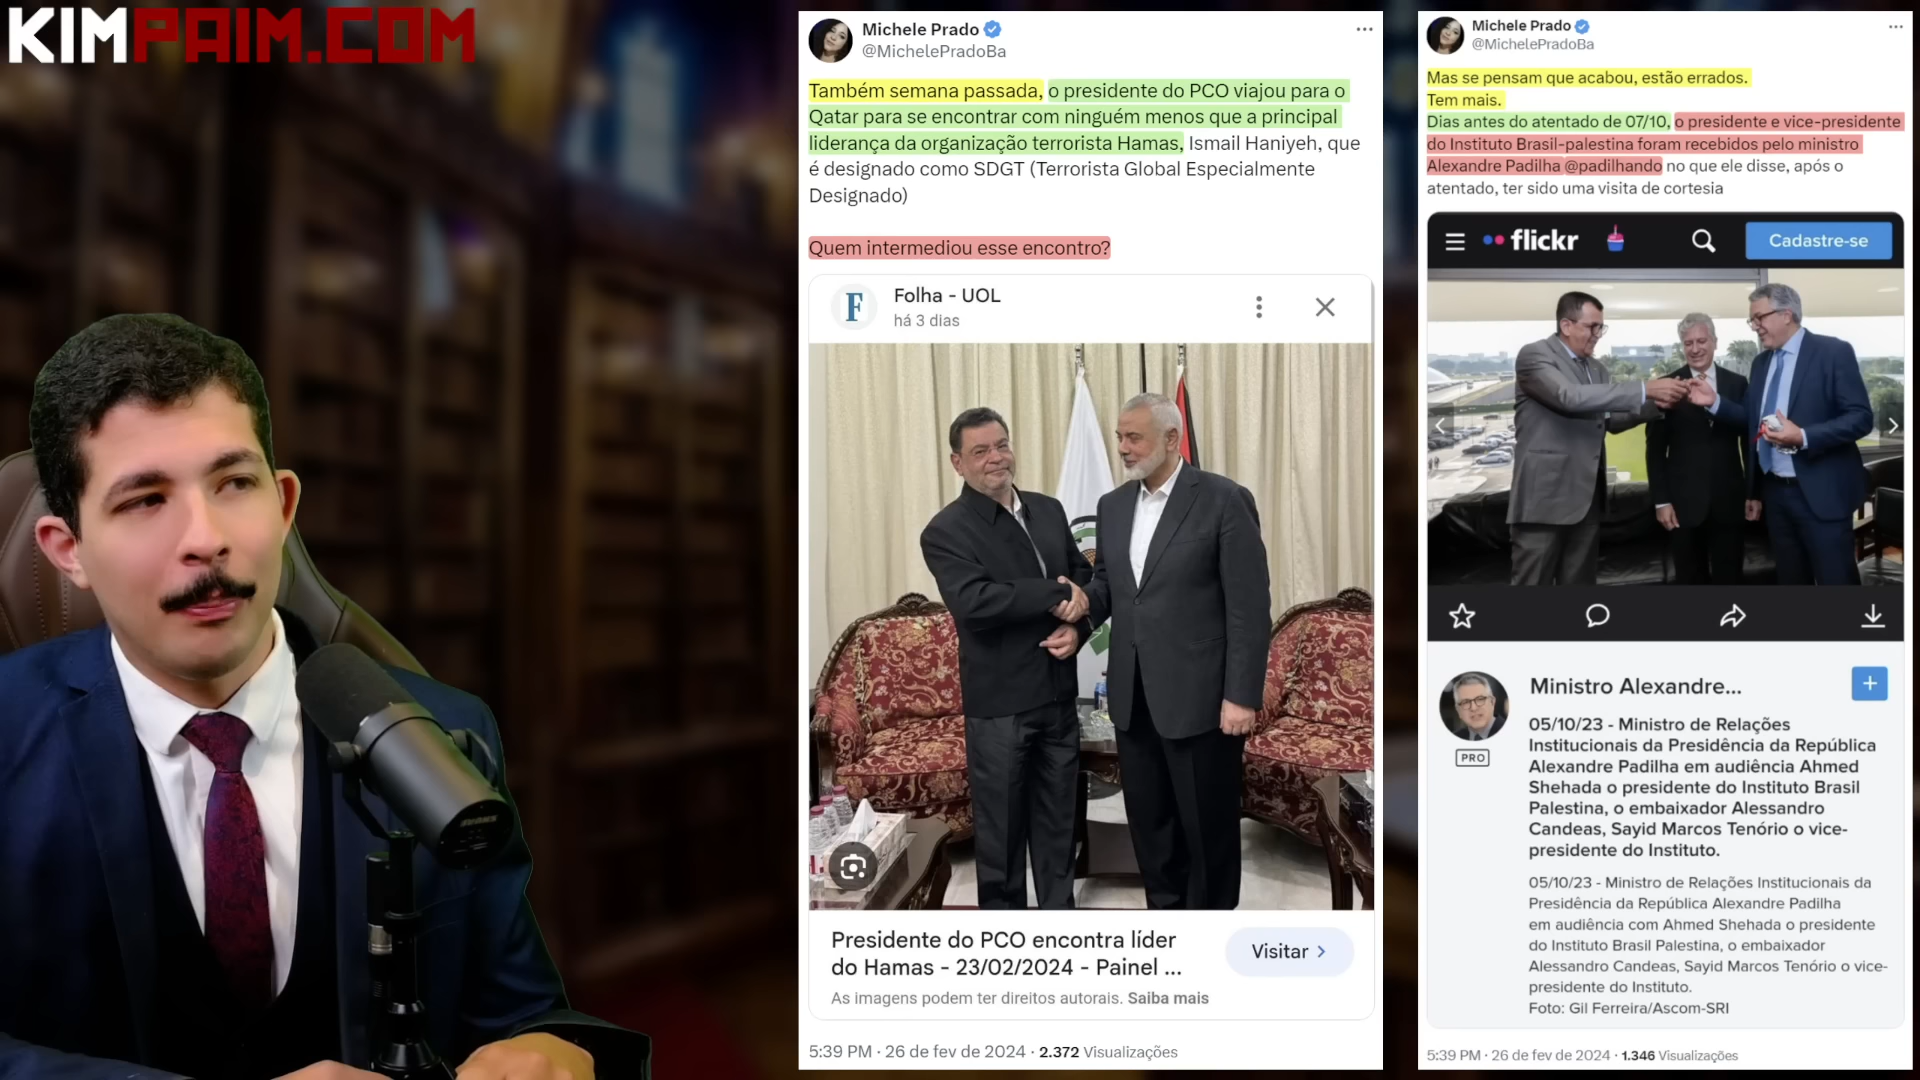 KIMPAIM.COM
Michele Prado
@MichelePradoBa
Também semana passada, o presidente do PCO viajou para o
Qatar para se encontrar com ninguém menos que a principal
liderança da organização terrorista Hamas, Ismail Haniyeh, que
é designado como SDGT (Terrorista Global Especialmente
Designado)
Quem intermediou esse encontro?
Folha - UOL
há 3 dias
Presidente do PCO encontra líder
do Hamas - 23/02/2024 - Painel ...
Visitar
As imagens podem ter direitos autorais. Saiba mais
5:39 PM · 26 de fev de 2024 · 2.372 Visualizações
Michele Prado
@MichelePradoBa
Mas se pensam que acabou, estão errados.
Tem mais.
Dias antes do atentado de 07/10, o presidente e vice-presidente
do Instituto Brasil-palestina foram recebidos pelo ministro
Alexandre Padilha @padilhando no que ele disse, após o
atentado, ter sido uma visita de cortesia
flickr
Cadastre-se
Ministro Alexandre...
PRO
05/10/23 - Ministro de Relações
Institucionais da Presidência da República
Alexandre Padilha em audiência Ahmed
Shehada o presidente do Instituto Brasil
Palestina, o embaixador Alessandro
Candeas, Sayid Marcos Tenório o vice-
presidente do Instituto.
05/10/23 - Ministro de Relações Institucionais da
Presidência da República Alexandre Padilha
em audiência com Ahmed Shehada o presidente
do Instituto Brasil Palestina, o embaixador
Alessandro Candeas, Sayid Marcos Tenório o vice-
presidente do Instituto.
Foto: Gil Ferreira/Ascom-SRI
5:39 PM · 26 de fev de 2024 · 1.346 Visualizações